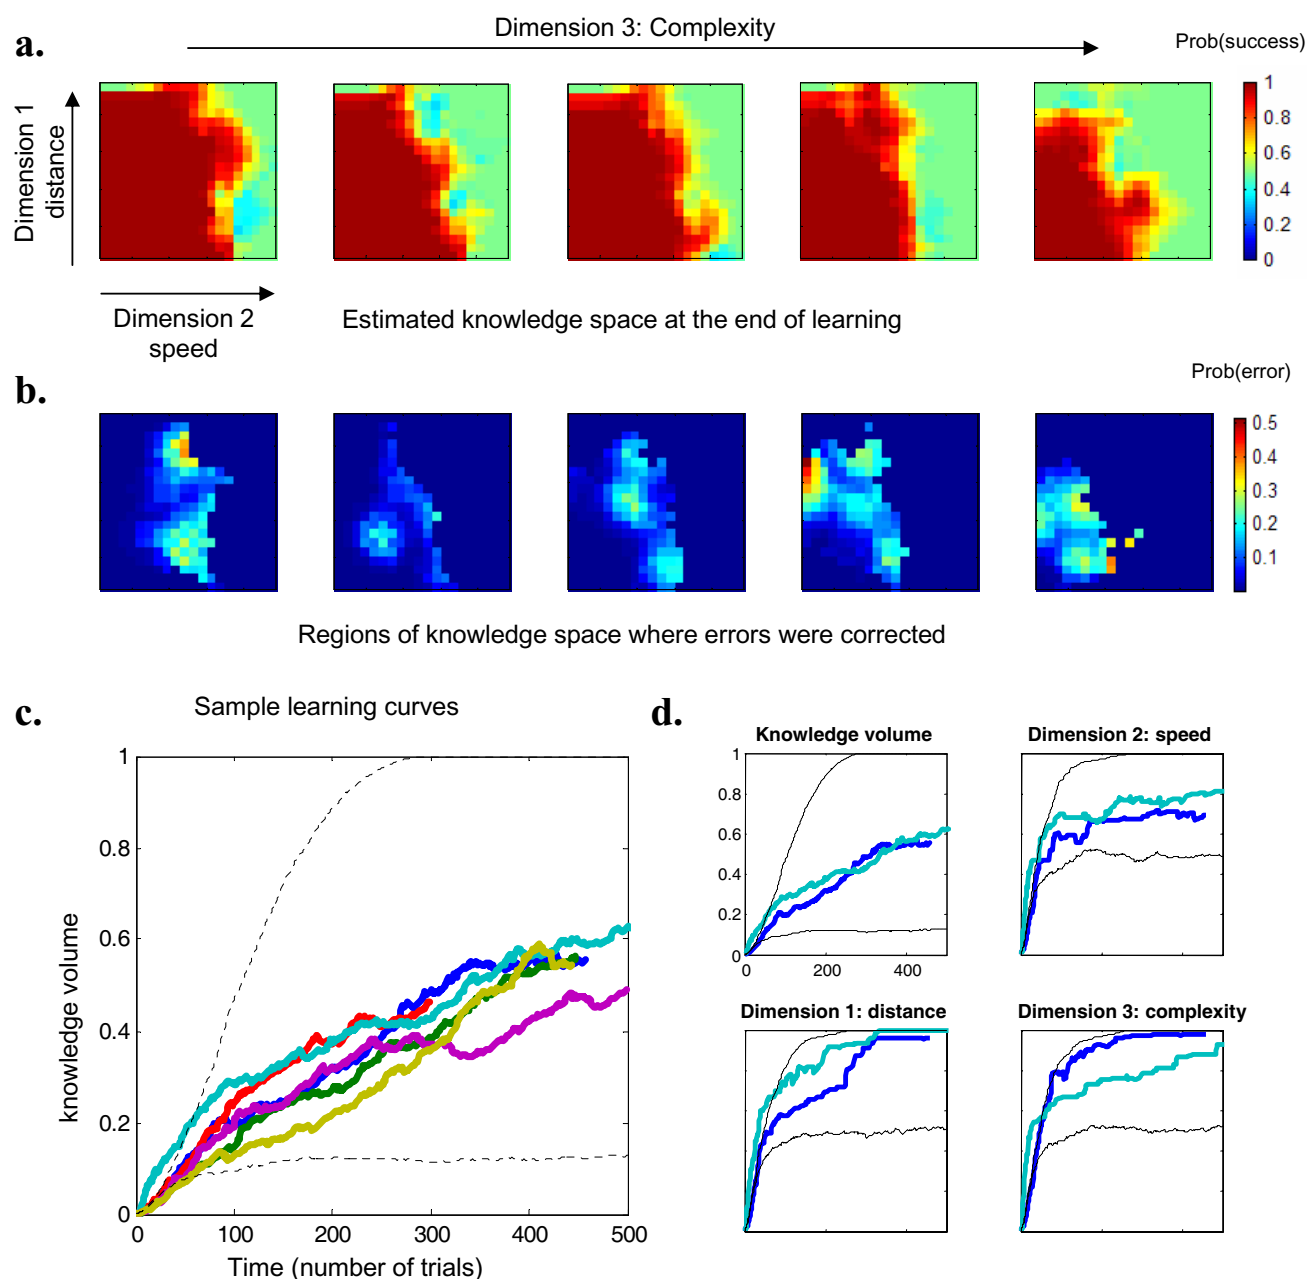 a.
Dimension 3: Complexity
Prob(success)
Dimension 1
distance
1
0.8
0.6
0.4
0.2
0
Dimension 2
speed
Estimated knowledge space at the end of learning
b.
Prob(error)
0.5
0.4
0.3
0.2
0.1
Regions of knowledge space where errors were corrected
c.
Sample learning curves
knowledge volume
1
0.8
0.6
0.4
0.2
0
0 100 200 300 400 500
Time (number of trials)
d.
Knowledge volume
1
0.8
0.6
0.4
0.2
0
0 200 400
Dimension 2: speed
Dimension 1: distance
Dimension 3: complexity